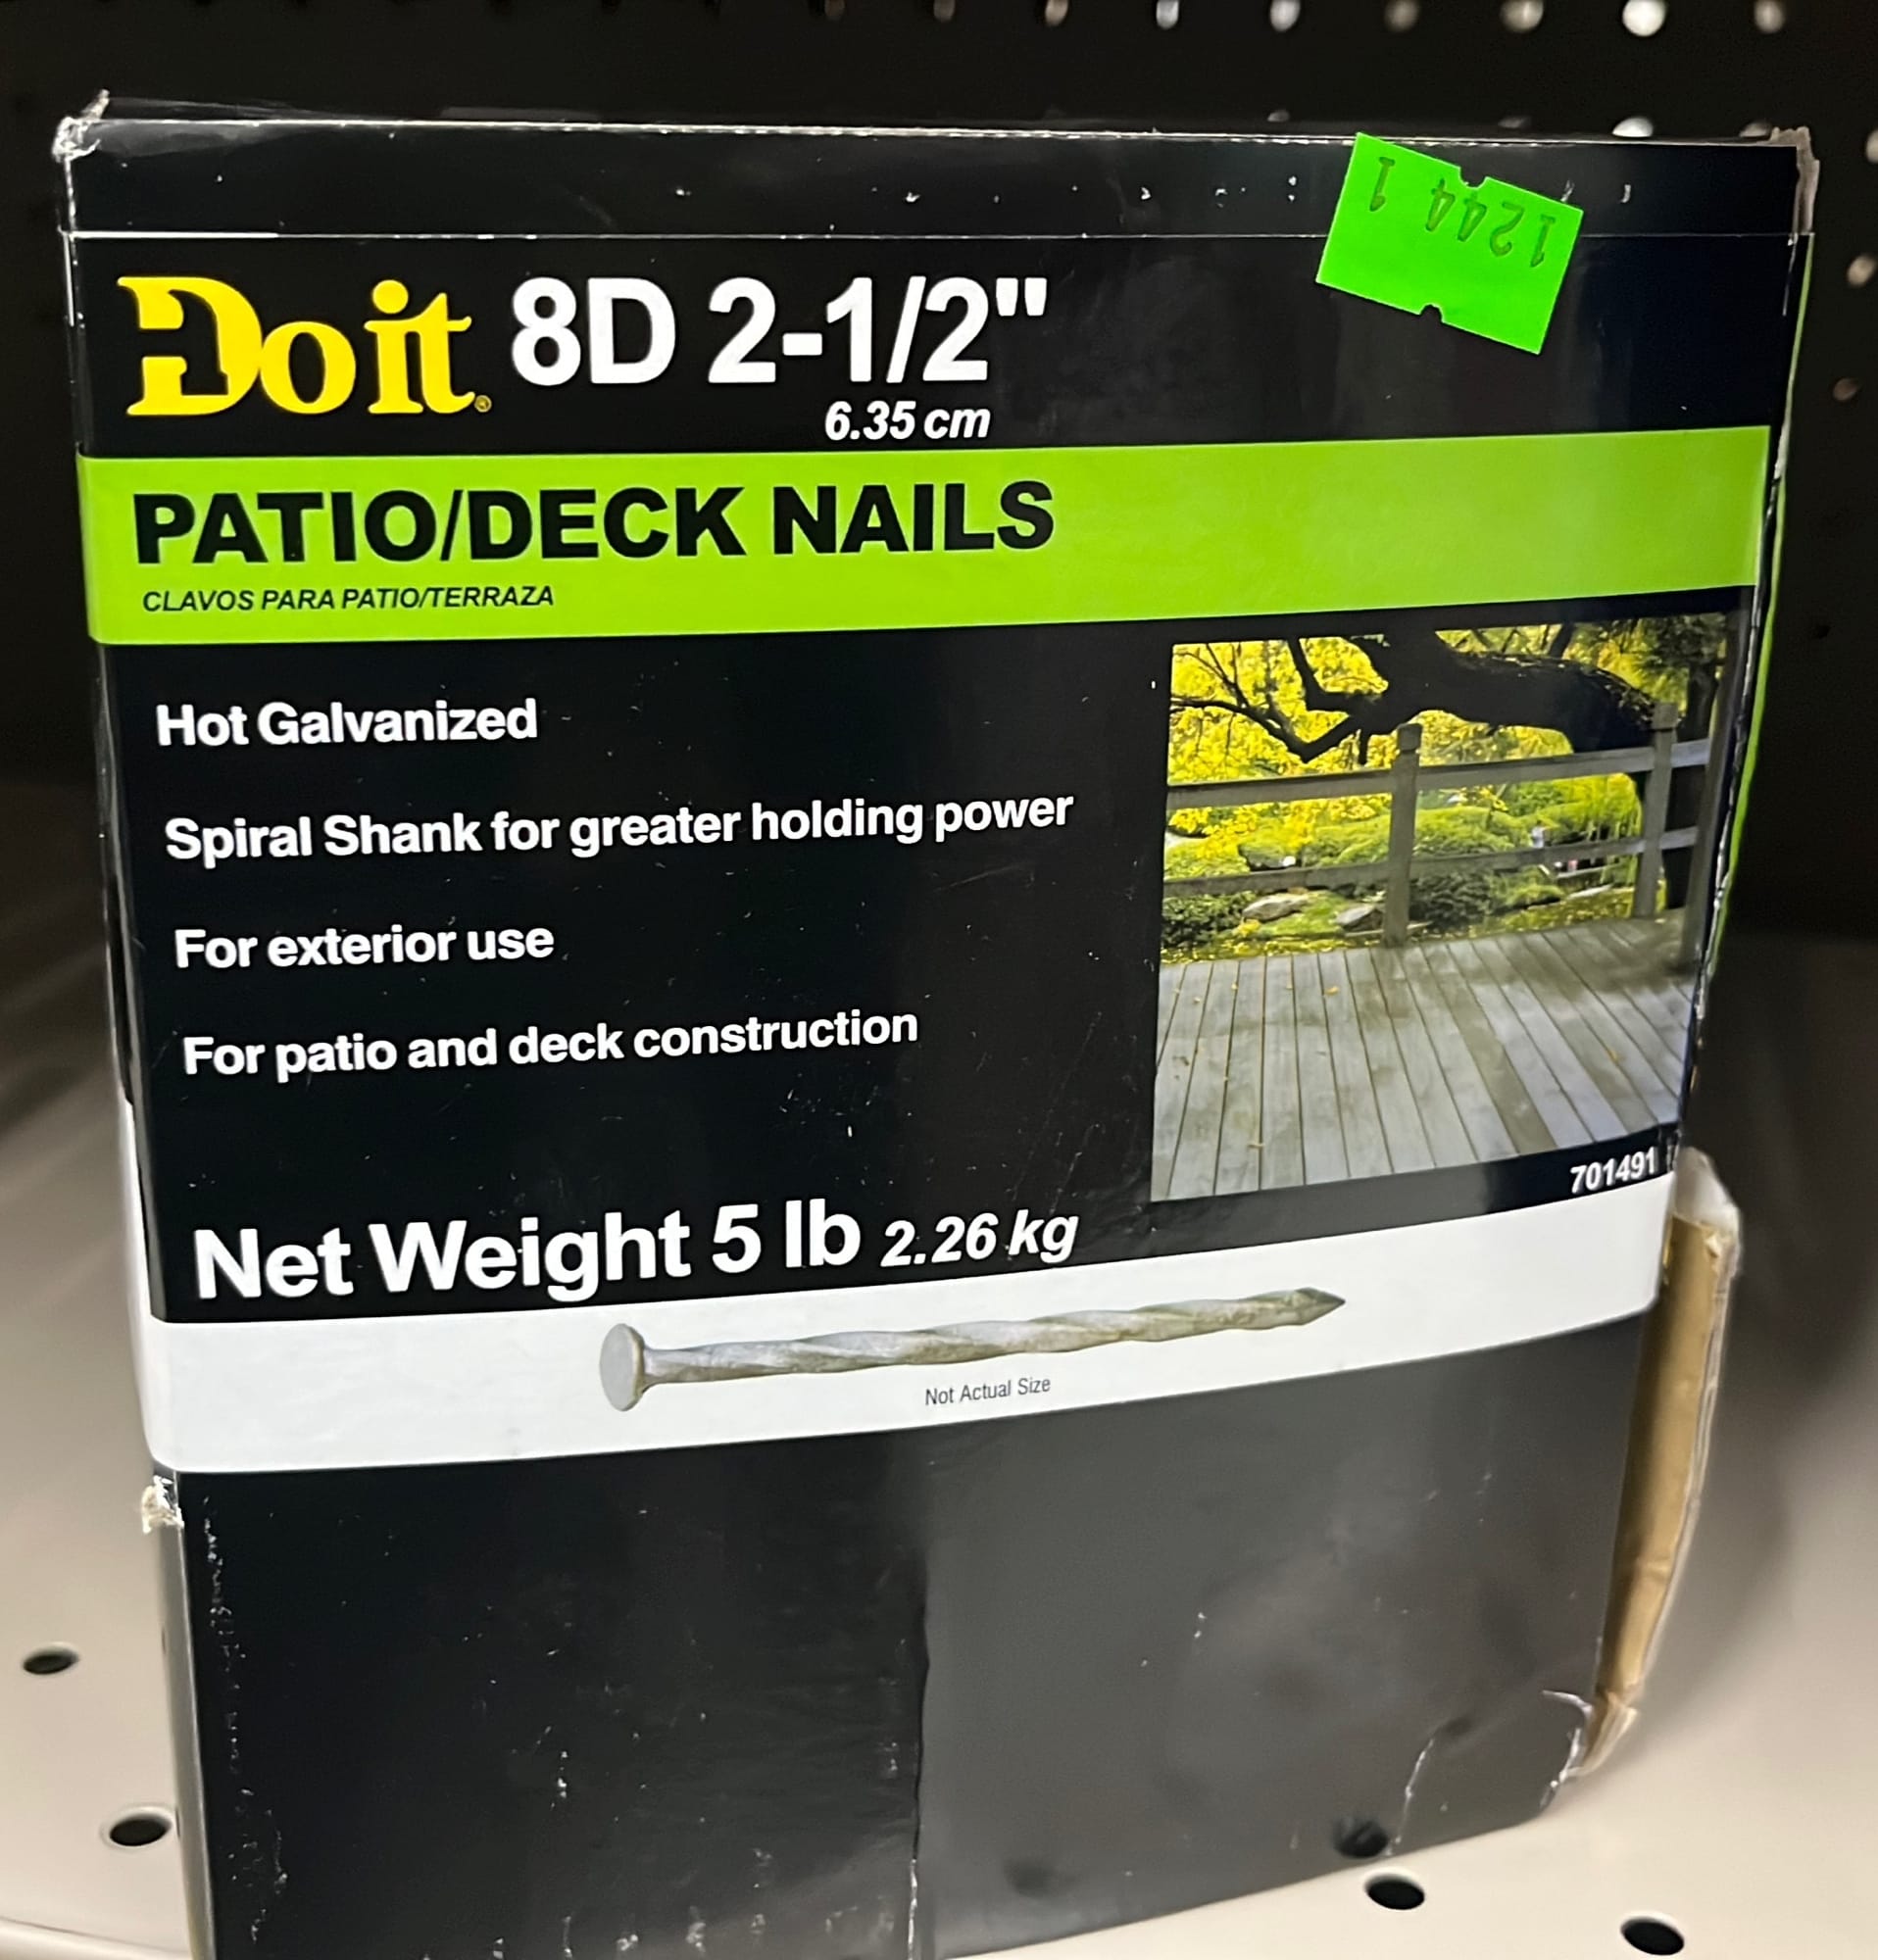 1244 1
Do it® 8D 2-1/2"
6.35 cm
PATIO/DECK NAILS
CLAVOS PARA PATIO/TERRAZA
Hot Galvanized
Spiral Shank for greater holding power
For exterior use
For patio and deck construction
701491
Net Weight 5 lb 2.26 kg
Not Actual Size